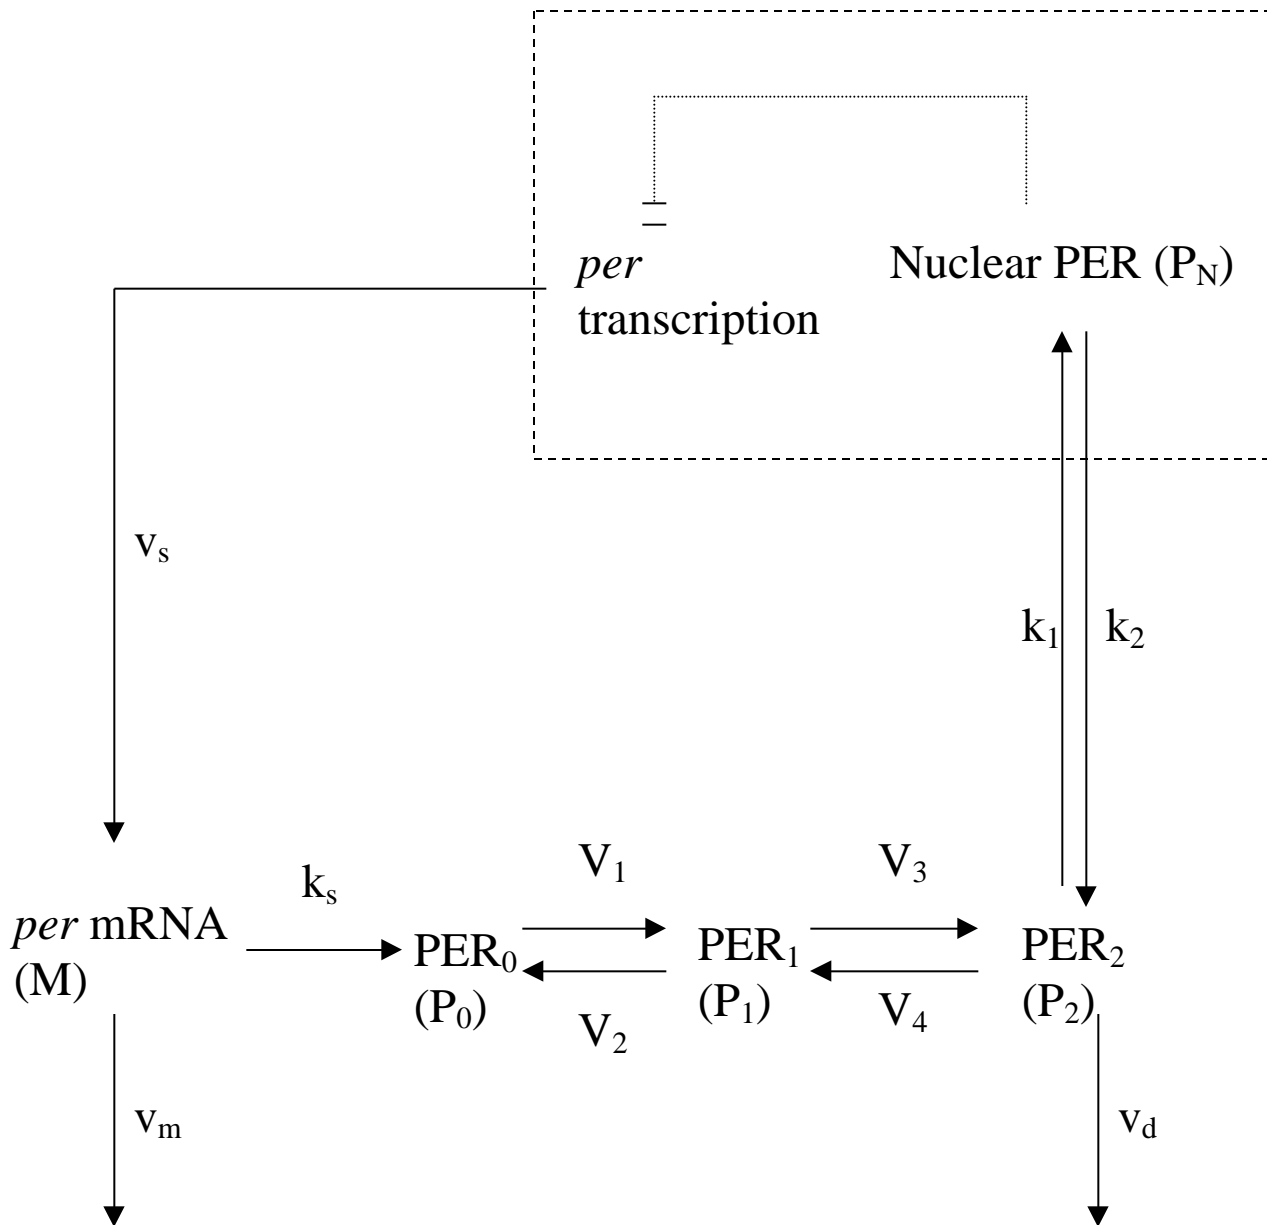 per
transcription
Nuclear PER (P_N)
v_s
k_1
k_2
per mRNA
(M)
k_s
PER_0
(P_0)
V_1
V_2
PER_1
(P_1)
V_3
V_4
PER_2
(P_2)
v_m
v_d